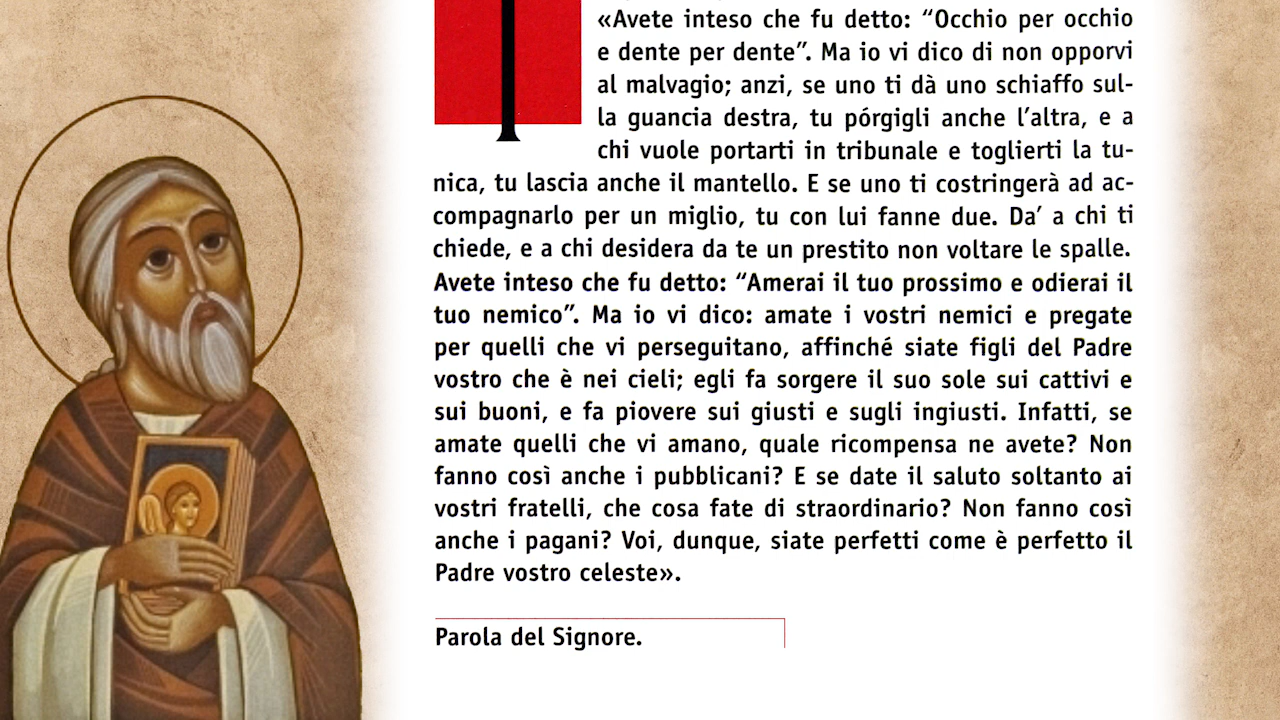 «Avete inteso che fu detto: “Occhio per occhio
e dente per dente”. Ma io vi dico di non opporvi
al malvagio; anzi, se uno ti dà uno schiaffo sul-
la guancia destra, tu pórgigli anche l’altra, e a
chi vuole portarti in tribunale e toglierti la tu-
nica, tu lascia anche il mantello. E se uno ti costringerà ad ac-
compagnarlo per un miglio, tu con lui fanne due. Da’ a chi ti
chiede, e a chi desidera da te un prestito non voltare le spalle.
Avete inteso che fu detto: “Amerai il tuo prossimo e odierai il
tuo nemico”. Ma io vi dico: amate i vostri nemici e pregate
per quelli che vi perseguitano, affinché siate figli del Padre
vostro che è nei cieli; egli fa sorgere il suo sole sui cattivi e
sui buoni, e fa piovere sui giusti e sugli ingiusti. Infatti, se
amate quelli che vi amano, quale ricompensa ne avete? Non
fanno così anche i pubblicani? E se date il saluto soltanto ai
vostri fratelli, che cosa fate di straordinario? Non fanno così
anche i pagani? Voi, dunque, siate perfetti come è perfetto il
Padre vostro celeste».
Parola del Signore.